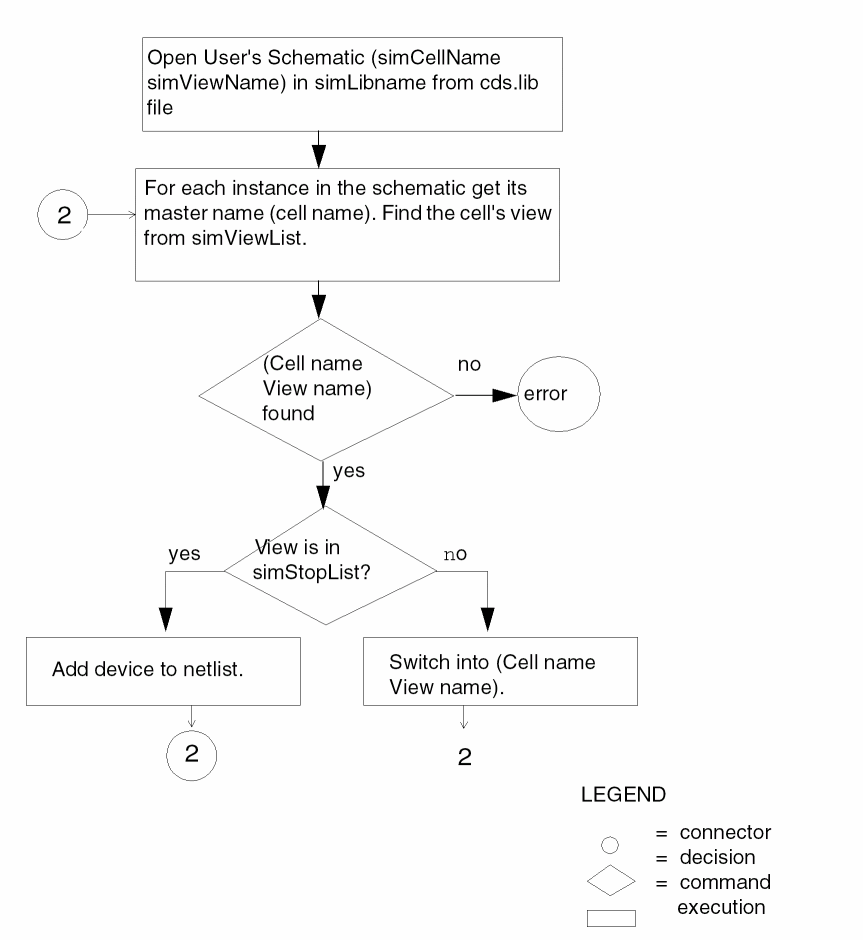 Open User's Schematic (simCellName
simViewName) in simLibname from cds.lib
file
2
For each instance in the schematic get its
master name (cell name). Find the cell's view
from simViewList.
(Cell name
View name)
found
no
error
yes
View is in
simStopList?
yes
no
Add device to netlist.
Switch into (Cell name
View name).
2
2
LEGEND
= connector
= decision
= command
execution